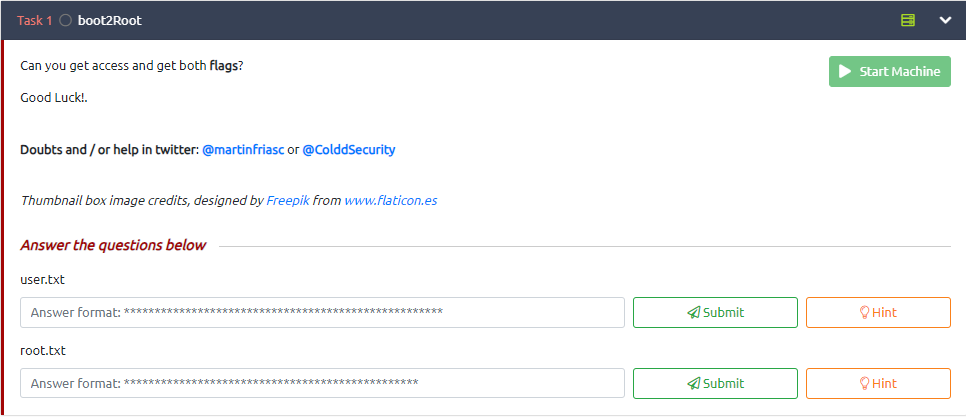 Task 1 boot2Root
Can you get access and get both flags?
Start Machine
Good Luck!.
Doubts and / or help in twitter: @martinfriasc or @ColddSecurity
Thumbnail box image credits, designed by Freepik from www.flaticon.es
Answer the questions below
user.txt
Answer format: ****************************************************
Submit
Hint
root.txt
Answer format: ************************************************
Submit
Hint